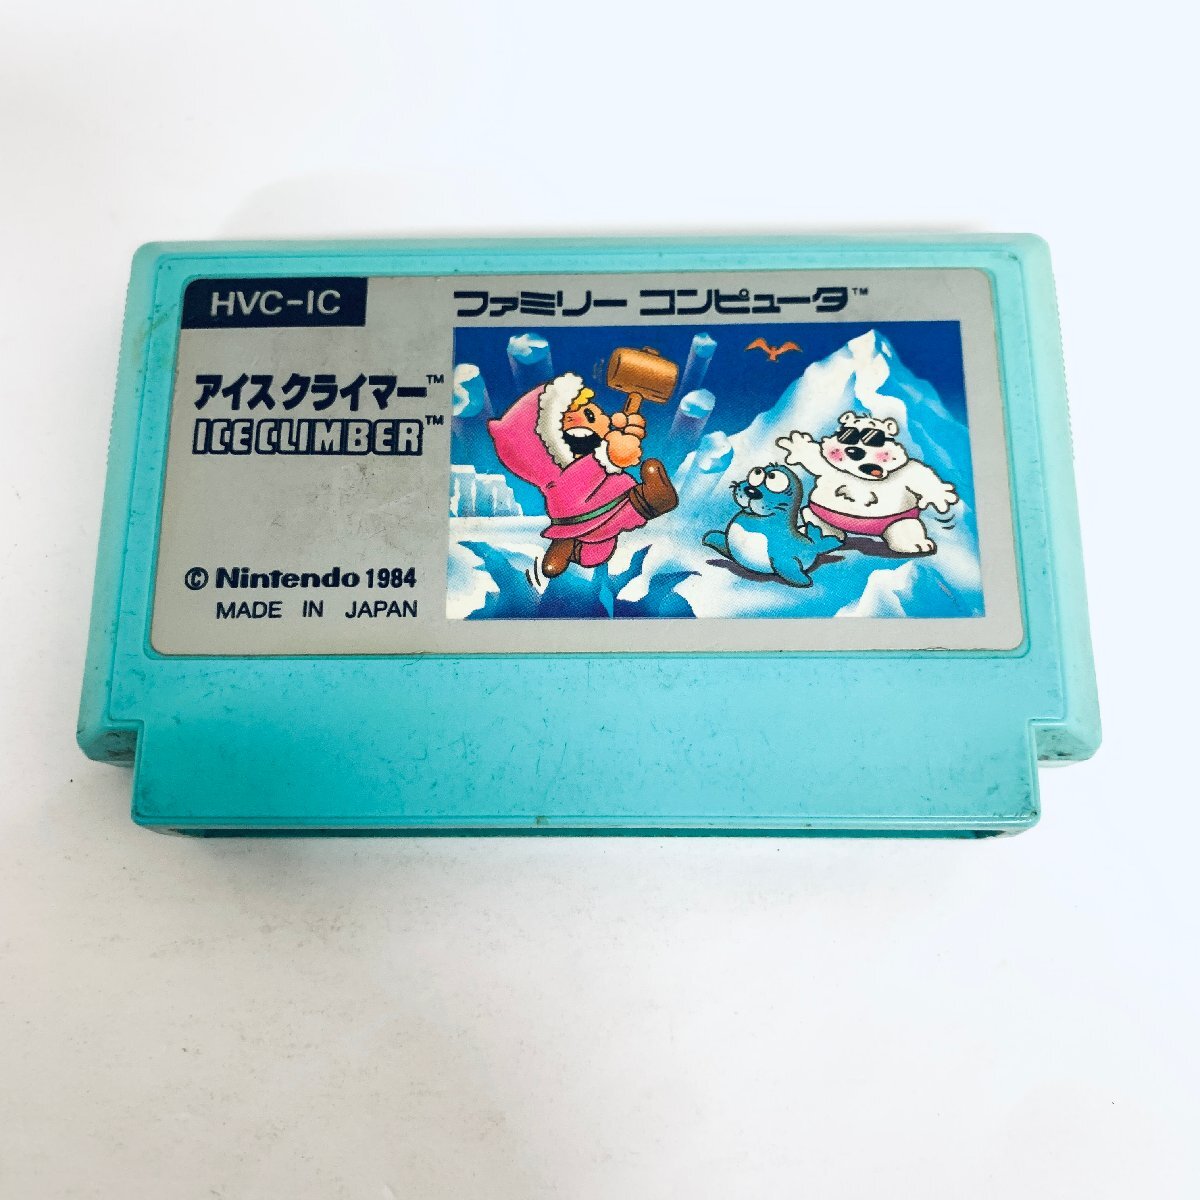 HVC-IC
ファミリー コンピュータ™
アイスクライマー™
ICE CLIMBER™
© Nintendo 1984
MADE IN JAPAN